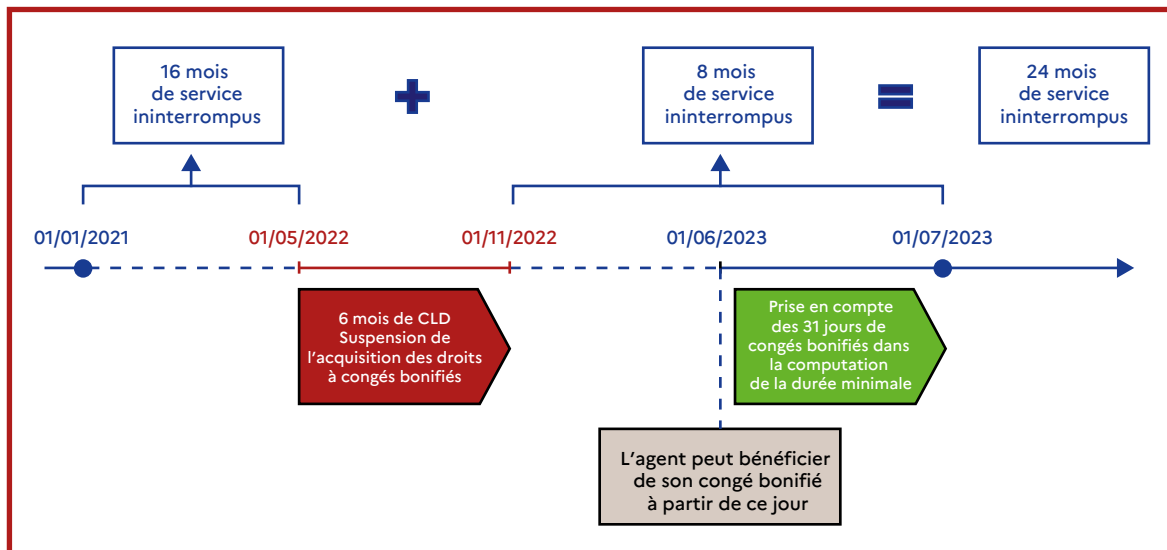 16 mois
de service
ininterrompus
+
8 mois
de service
ininterrompus
=
24 mois
de service
ininterrompus
01/01/2021
01/05/2022
01/11/2022
01/06/2023
01/07/2023
6 mois de CLD
Suspension de
l'acquisition des droits
à congés bonifiés
Prise en compte
des 31 jours de
congés bonifiés dans
la computation
de la durée minimale
L'agent peut bénéficier
de son congé bonifié
à partir de ce jour